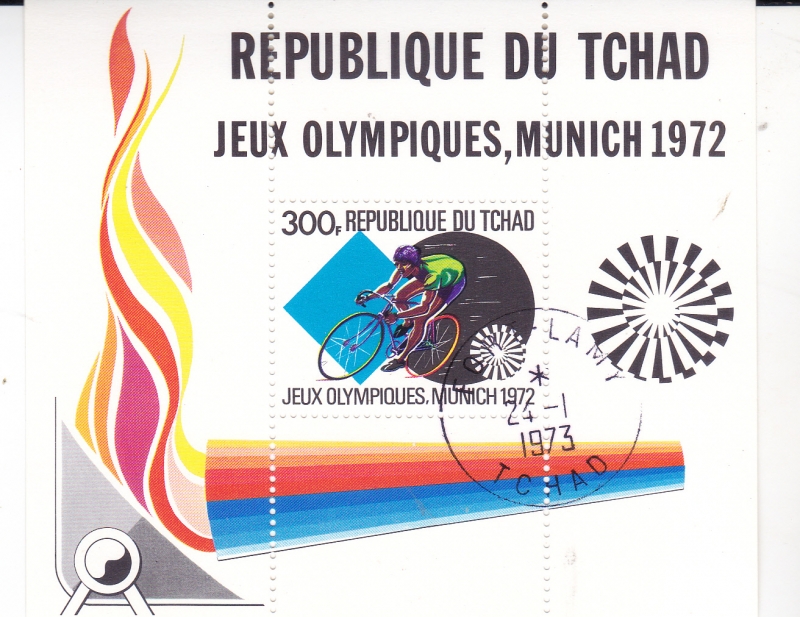 REPUBLIQUE DU TCHAD
JEUX OLYMPIQUES, MUNICH 1972
300F REPUBLIQUE DU TCHAD
JEUX OLYMPIQUES. MUNICH 1972
LAMY
*
24-1
1973
TCHAD